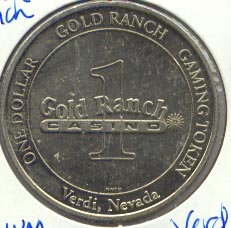 ONE DOLLAR GOLD RANCH GAMING TOKEN
1
Gold Ranch
CASINO
Verdi, Nevada